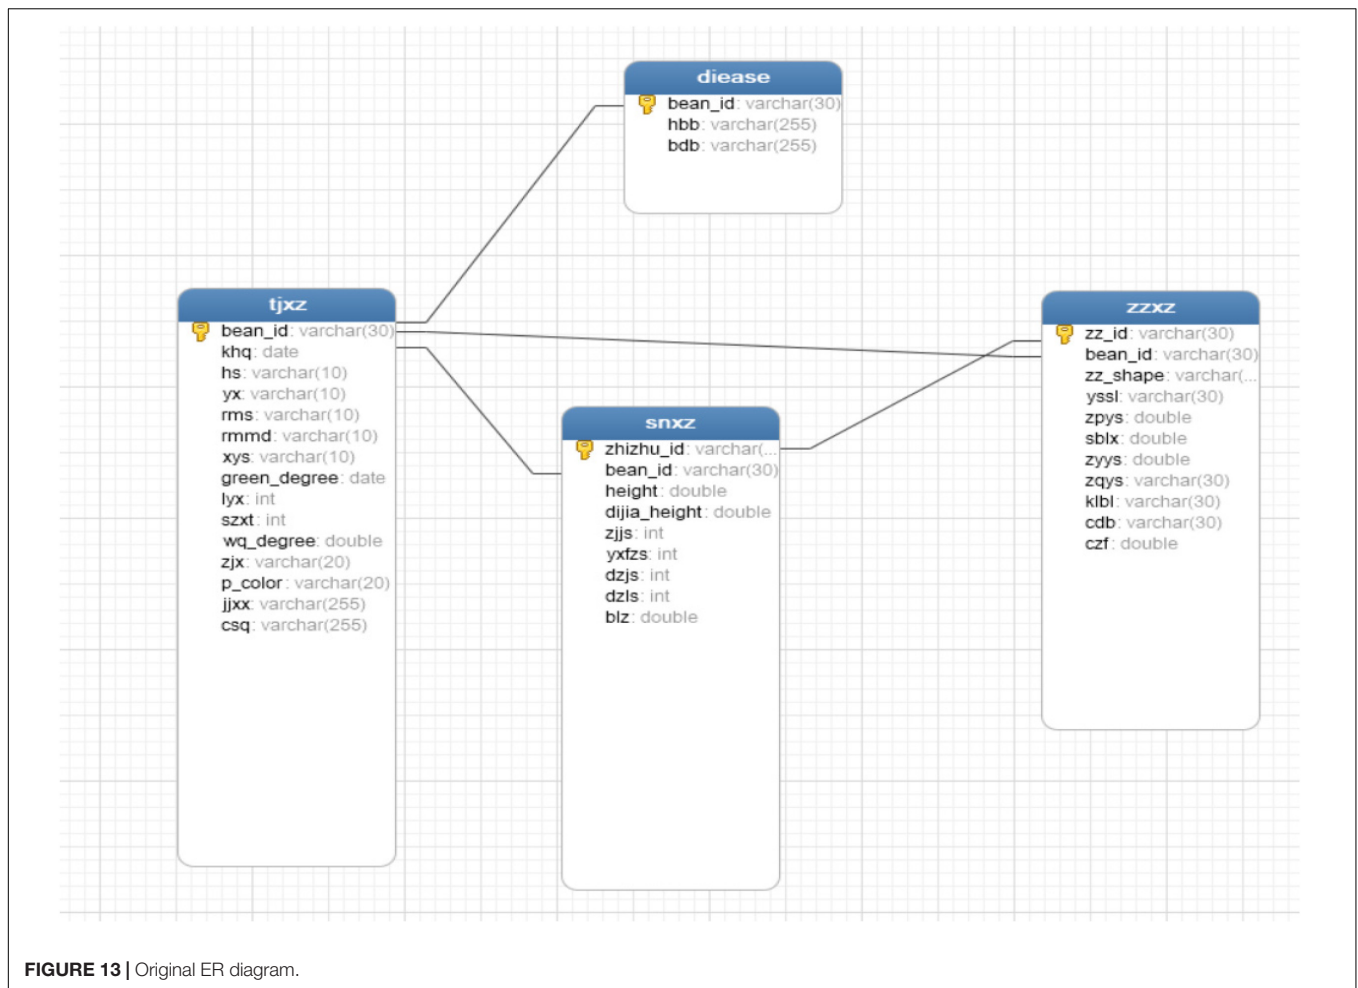 diease
bean_id: varchar(30)
hbb: varchar(255)
bdb: varchar(255)
tjxz
bean_id: varchar(30)
khq: date
hs: varchar(10)
yx: varchar(10)
rms: varchar(10)
rmmd: varchar(10)
xys: varchar(10)
green_degree: date
lyx: int
szxt: int
wq_degree: double
zjx: varchar(20)
p_color: varchar(20)
jjxx: varchar(255)
csq: varchar(255)
snxz
zhizhu_id: varchar(...
bean_id: varchar(30)
height: double
dijia_height: double
zjjs: int
yxfzs: int
dzjs: int
dzls: int
blz: double
zzxz
zz_id: varchar(30)
bean_id: varchar(30)
zz_shape: varchar(...
yssl: varchar(30)
zpys: double
sblx: double
zyys: double
zqys: varchar(30)
klbl: varchar(30)
cdb: varchar(30)
czf: double
FIGURE 13 | Original ER diagram.